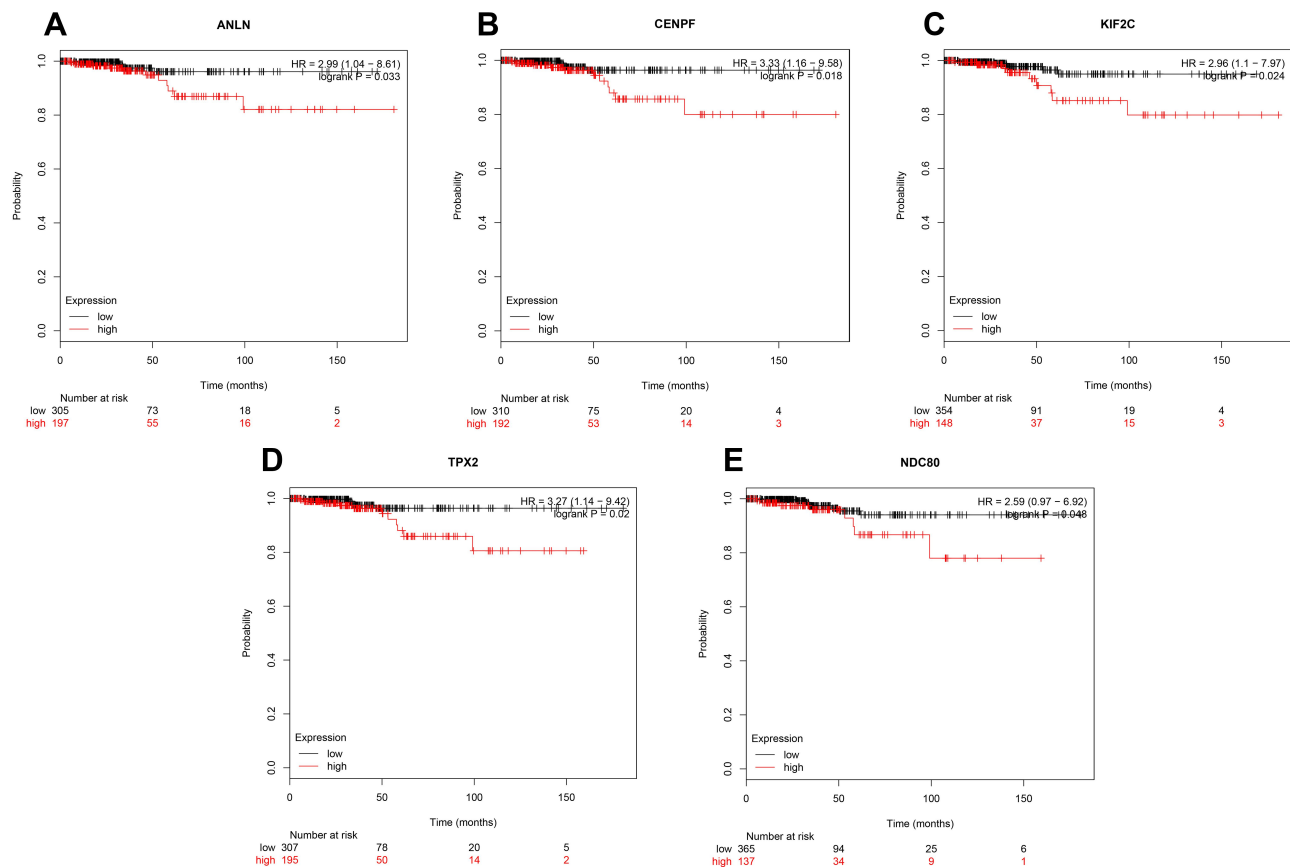 A
ANLN
HR = 2.99 (1.04 − 8.61)
logrank P = 0.033
Probability
0.0 0.2 0.4 0.6 0.8 1.0
Expression
low
high
0 50 100 150
Time (months)
Number at risk
low 305 73 18 5
high 197 55 16 2
B
CENPF
HR = 3.33 (1.16 − 9.58)
logrank P = 0.018
Probability
0.0 0.2 0.4 0.6 0.8 1.0
Expression
low
high
0 50 100 150
Time (months)
Number at risk
low 310 75 20 4
high 192 53 14 3
C
KIF2C
HR = 2.96 (1.1 − 7.97)
logrank P = 0.024
Probability
0.0 0.2 0.4 0.6 0.8 1.0
Expression
low
high
0 50 100 150
Time (months)
Number at risk
low 354 91 19 4
high 148 37 15 3
D
TPX2
HR = 3.27 (1.14 − 9.42)
logrank P = 0.02
Probability
0.0 0.2 0.4 0.6 0.8 1.0
Expression
low
high
0 50 100 150
Time (months)
Number at risk
low 307 78 20 5
high 195 50 14 2
E
NDC80
HR = 2.59 (0.97 − 6.92)
logrank P = 0.048
Probability
0.0 0.2 0.4 0.6 0.8 1.0
Expression
low
high
0 50 100 150
Time (months)
Number at risk
low 365 94 25 6
high 137 34 9 1